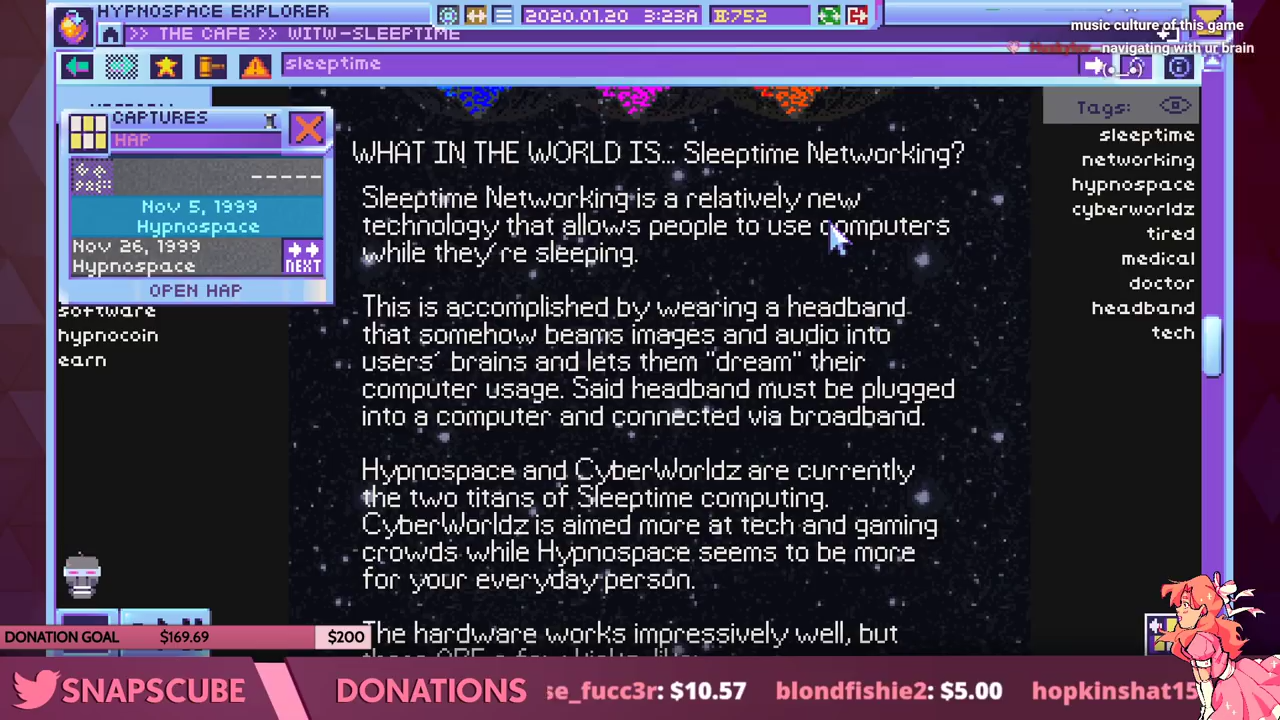 HYPNOSPACE EXPLORER
2020.01.20 3:23A
752
music culture of this game
>> THE CAFE >> WITW-SLEEPTIME
navigating with ur brain
sleeptime
Tags:
sleeptime
networking
hypnospace
cyberworldz
tired
medical
doctor
headband
tech
CAPTURES
HAP
-----
Nov 5, 1999
Hypnospace
Nov 26, 1999
Hypnospace
NEXT
OPEN HAP
software
hypnocoin
earn
WHAT IN THE WORLD IS... Sleeptime Networking?
Sleeptime Networking is a relatively new
technology that allows people to use computers
while they're sleeping.
This is accomplished by wearing a headband
that somehow beams images and audio into
users' brains and lets them "dream" their
computer usage. Said headband must be plugged
into a computer and connected via broadband.
Hypnospace and CyberWorldz are currently
the two titans of Sleeptime computing.
CyberWorldz is aimed more at tech and gaming
crowds while Hypnospace seems to be more
for your everyday person.
The hardware works impressively well, but
DONATION GOAL $169.69 $200
SNAPSCUBE
DONATIONS
se_fucc3r: $10.57 blondfishie2: $5.00 hopkinshat15